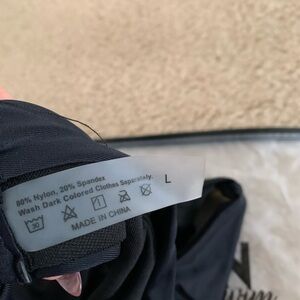 80% Nylon, 20% Spandex
Wash Dark Colored Clothes Separately.
30
L
MADE IN CHINA